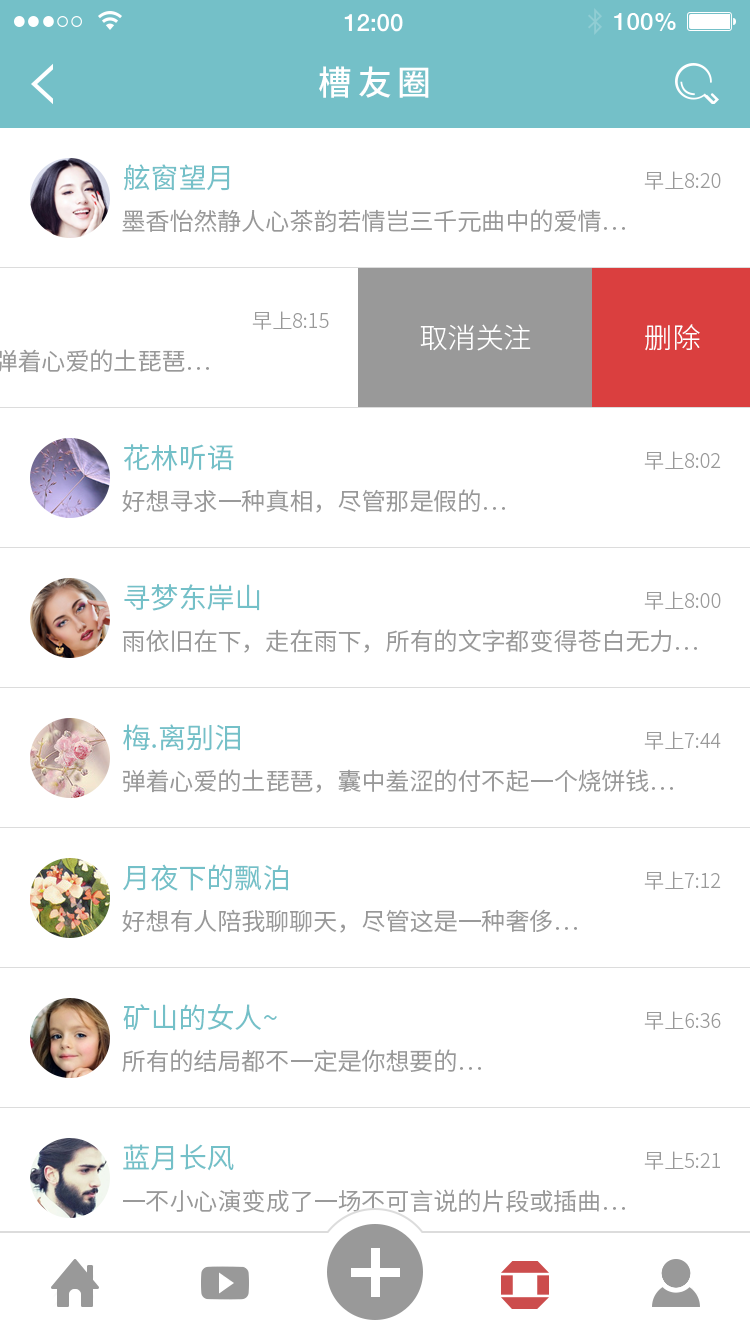 12:00
100%
槽友圈
舷窗望月
早上8:20
墨香怡然静人心茶韵若情岂三千元曲中的爱情...
早上8:15
弹着心爱的土琵琶...
取消关注
删除
花林听语
早上8:02
好想寻求一种真相，尽管那是假的...
寻梦东岸山
早上8:00
雨依旧在下，走在雨下，所有的文字都变得苍白无力...
梅.离别泪
早上7:44
弹着心爱的土琵琶，囊中羞涩的付不起一个烧饼钱...
月夜下的飘泊
早上7:12
好想有人陪我聊聊天，尽管这是一种奢侈...
矿山的女人~
早上6:36
所有的结局都不一定是你想要的...
蓝月长风
早上5:21
一不小心演变成了一场不可言说的片段或插曲...